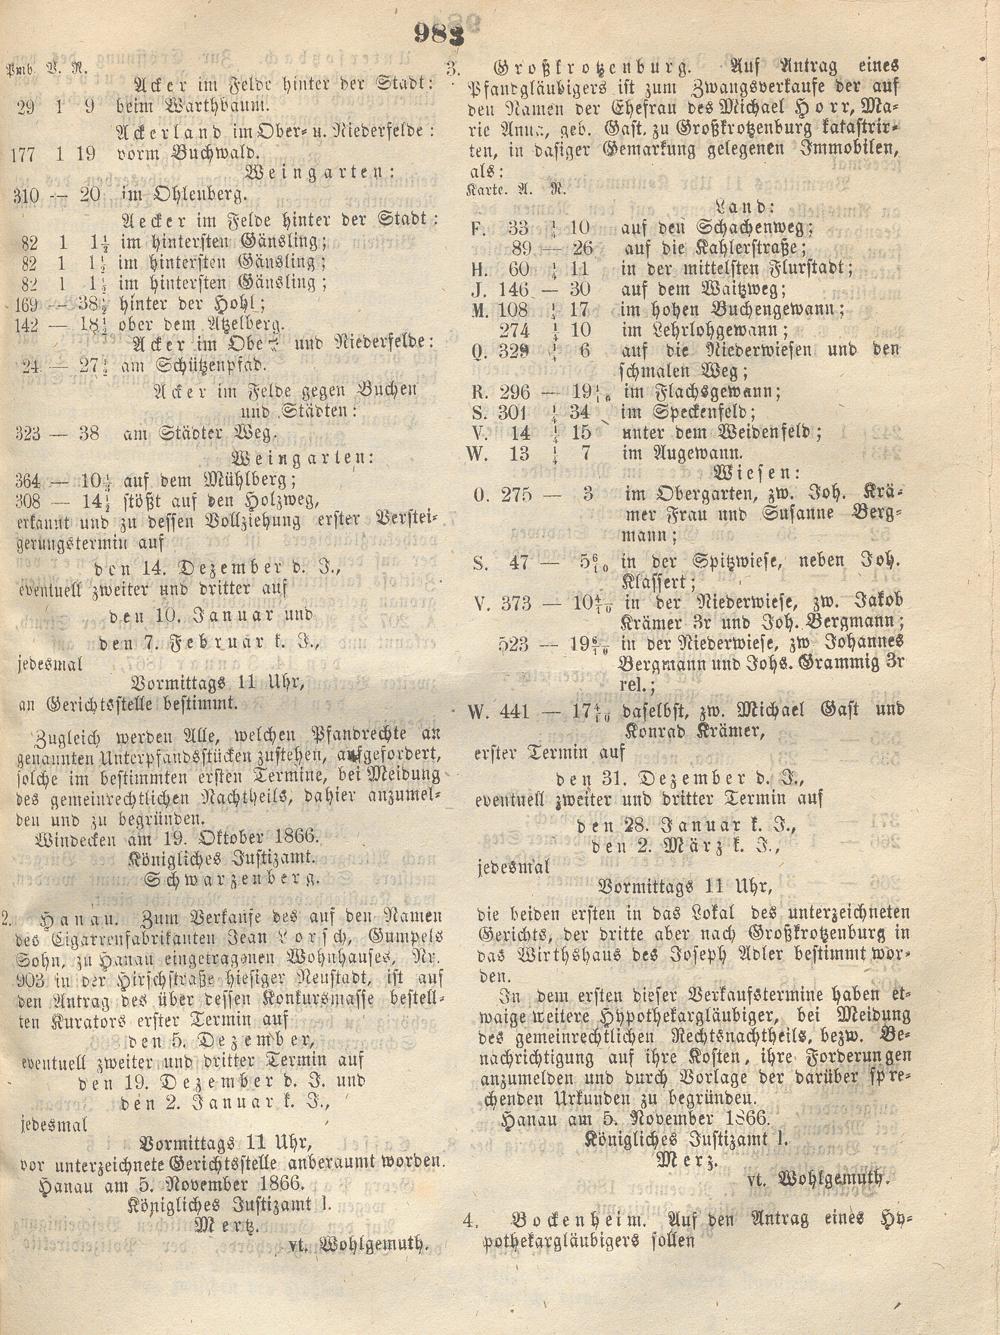 983
Pmb. V. R.
Acker im Felde hinter der Stadt:
29 1 9 beim Warthbaum.
Ackerland im Ober- u. Niederfelde:
177 1 19 vorm Buchwald.
Weingarten:
310 — 20 im Ohlenberg.
Aecker im Felde hinter der Stadt:
82 1 1½ im hintersten Gänsling;
82 1 1½ im hintersten Gänsling;
82 1 1½ im hintersten Gänsling;
169 — 38½ hinter der Hohl;
142 — 18½ ober dem Atzelberg.
Acker im Ober- und Niederfelde:
24 — 27½ am Schützenpfad.
Acker im Felde gegen Buchen
und Städten:
323 — 38 am Städter Weg.
Weingarten:
364 — 10½ auf dem Mühlberg;
308 — 14½ stößt auf den Holzweg,
erkannt und zu dessen Vollziehung erster Verstei-
gerungstermin auf
den 14. Dezember d. J.,
eventuell zweiter und dritter auf
den 10. Januar und
den 7. Februar k. J.,
jedesmal
Vormittags 11 Uhr,
an Gerichtsstelle bestimmt.
Zugleich werden Alle, welchen Pfandrechte an
genannten Unterpfandsstücken zustehen, aufgefordert,
solche im bestimmten ersten Termine, bei Meidung
des gemeinrechtlichen Nachtheils, dahier anzumel-
den und zu begründen.
Windecken am 19. Oktober 1866.
Königliches Justizamt.
Schwarzenberg.
2. Hanau. Zum Verkaufe des auf den Namen
des Cigarrenfabrikanten Jean Lorsch, Gumpels
Sohn, zu Hanau eingetragenen Wohnhauses, Nr.
903 in der Hirschstraße hiesiger Neustadt, ist auf
den Antrag des über dessen Konkursmasse bestell-
ten Kurators erster Termin auf
den 5. Dezember,
eventuell zweiter und dritter Termin auf
den 19. Dezember d. J. und
den 2. Januar k. J.,
jedesmal
Vormittags 11 Uhr,
vor unterzeichnete Gerichtsstelle anberaumt worden.
Hanau am 5. November 1866.
Königliches Justizamt I.
Mertz.
vt. Wohlgemuth.
3. Großkrotzenburg. Auf Antrag eines
Pfandgläubigers ist zum Zwangsverkaufe der auf
den Namen der Ehefrau des Michael Horr, Ma-
rie Anna, geb. Gast, zu Großkrotzenburg katastrir-
ten, in dasiger Gemarkung gelegenen Immobilen,
als:
Karte. A. R.
Land:
F. 33 ¼ 10 auf den Schachenweg;
89 — 26 auf die Kahlerstraße;
H. 60 ¼ 11 in der mittelsten Flurstadt;
J. 146 — 30 auf dem Waitzweg;
M. 108 ¼ 17 im hohen Buchengewann;
274 ¼ 10 im Lehrlohgewann;
Q. 329 ¼ 6 auf die Niederwiesen und den
schmalen Weg;
R. 296 — 19 1/10 im Flachsgewann;
S. 301 ¼ 34 im Speckenfeld;
V. 14 ¼ 15 unter dem Weidenfeld;
W. 13 ¼ 7 im Augewann.
Wiesen:
O. 275 — 3 im Obergarten, zw. Joh. Krä-
mer Frau und Susanne Berg-
mann;
S. 47 — 5 6/10 in der Spitzwiese, neben Joh.
Klassert;
V. 373 — 10 4/10 in der Niederwiese, zw. Jakob
Krämer 3r und Joh. Bergmann;
523 — 19 6/10 in der Niederwiese, zw Johannes
Bergmann und Johs. Grammig 3r
rel.;
W. 441 — 17 4/10 daselbst, zw. Michael Gast und
Konrad Krämer,
erster Termin auf
den 31. Dezember d. J.,
eventuell zweiter und dritter Termin auf
den 28. Januar k. J.,
den 2. März k. J.,
jedesmal
Vormittags 11 Uhr,
die beiden ersten in das Lokal des unterzeichneten
Gerichts, der dritte aber nach Großkrotzenburg in
das Wirthshaus des Joseph Adler bestimmt wor-
den.
In dem ersten dieser Verkaufstermine haben et-
waige weitere Hypothekargläubiger, bei Meidung
des gemeinrechtlichen Rechtsnachtheils, bezw. Be-
nachrichtigung auf ihre Kosten, ihre Forderungen
anzumelden und durch Vorlage der darüber spre-
chenden Urkunden zu begründen.
Hanau am 5. November 1866.
Königliches Justizamt I.
Merz.
vt. Wohlgemuth.
4. Bockenheim. Auf den Antrag eines Hy-
pothekargläubigers sollen